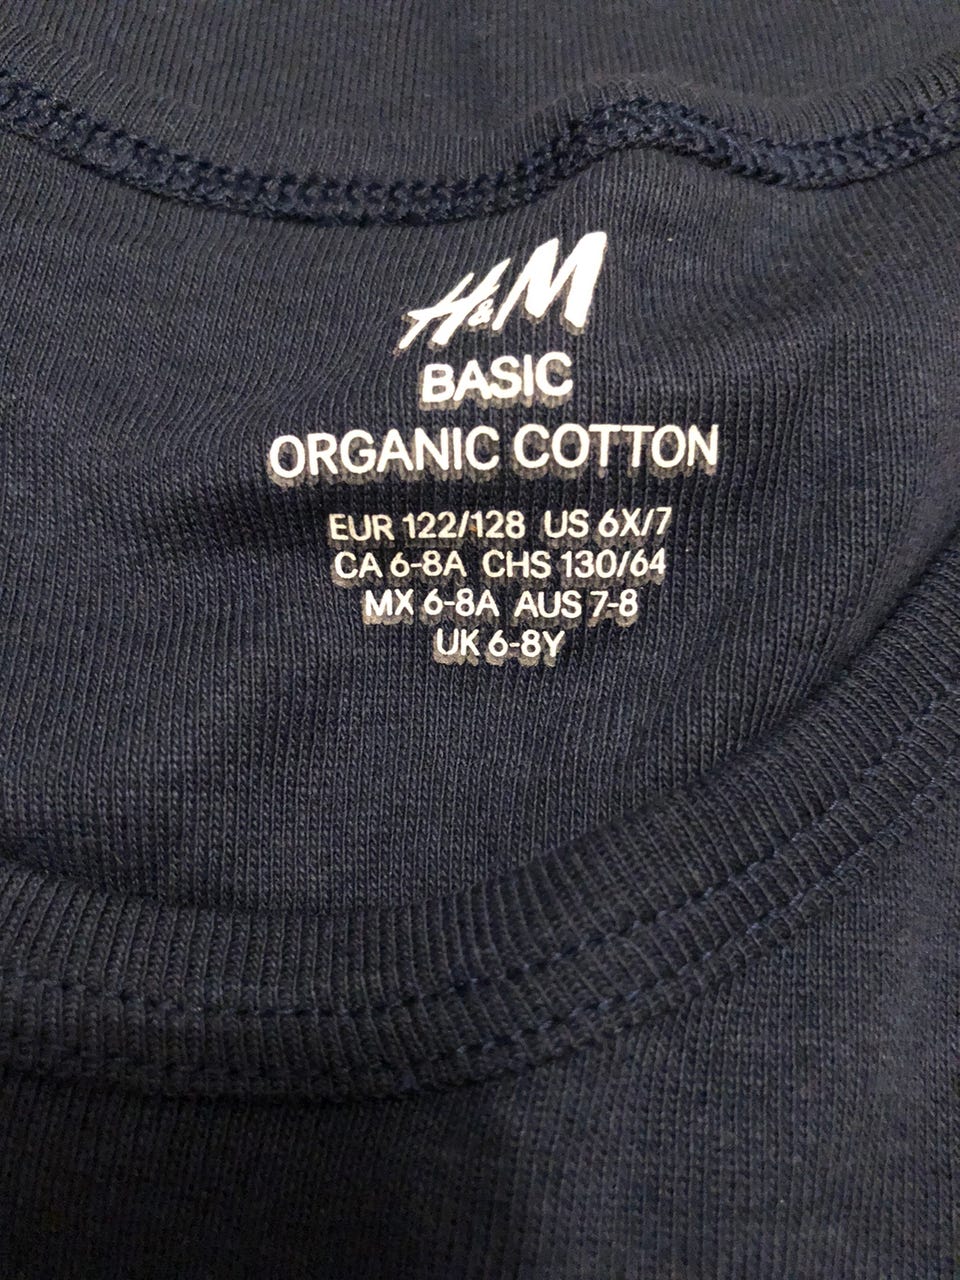 H&M
BASIC
ORGANIC COTTON
EUR 122/128 US 6X/7
CA 6-8A CHS 130/64
MX 6-8A AUS 7-8
UK 6-8Y